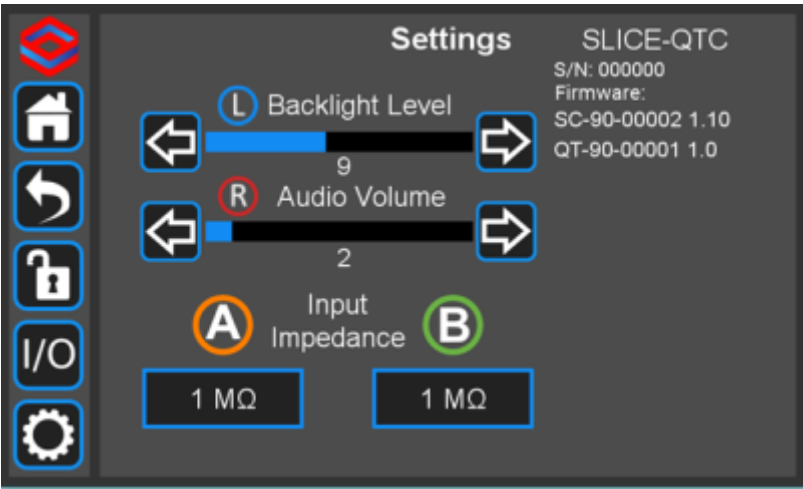 Settings
SLICE-QTC
S/N: 000000
Firmware:
SC-90-00002 1.10
QT-90-00001 1.0
L Backlight Level
9
R Audio Volume
2
A Input Impedance B
1 MΩ 1 MΩ
I/O